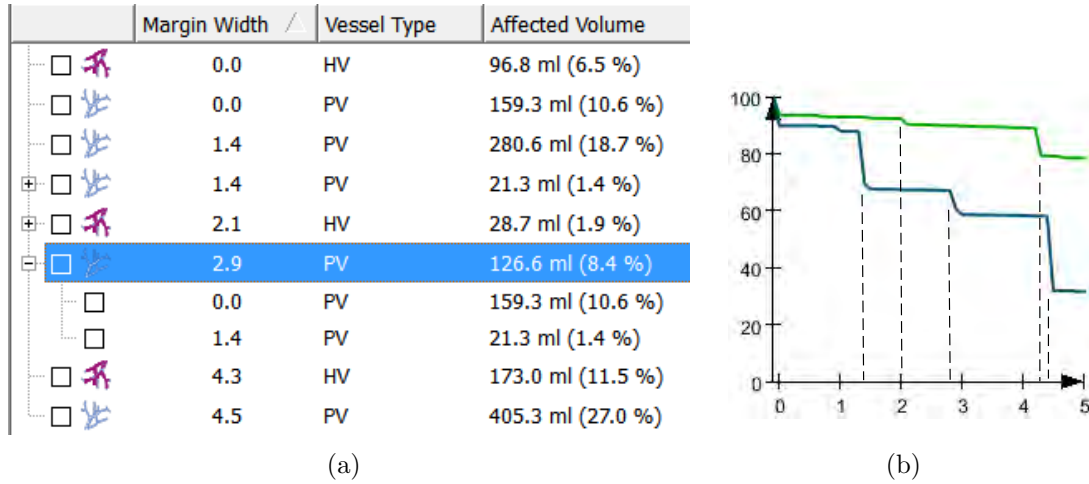 Margin Width Vessel Type Affected Volume
0.0 HV 96.8 ml (6.5 %)
0.0 PV 159.3 ml (10.6 %)
1.4 PV 280.6 ml (18.7 %)
1.4 PV 21.3 ml (1.4 %)
2.1 HV 28.7 ml (1.9 %)
2.9 PV 126.6 ml (8.4 %)
0.0 PV 159.3 ml (10.6 %)
1.4 PV 21.3 ml (1.4 %)
4.3 HV 173.0 ml (11.5 %)
4.5 PV 405.3 ml (27.0 %)
(a)
100
80
60
40
20
0
0 1 2 3 4 5
(b)